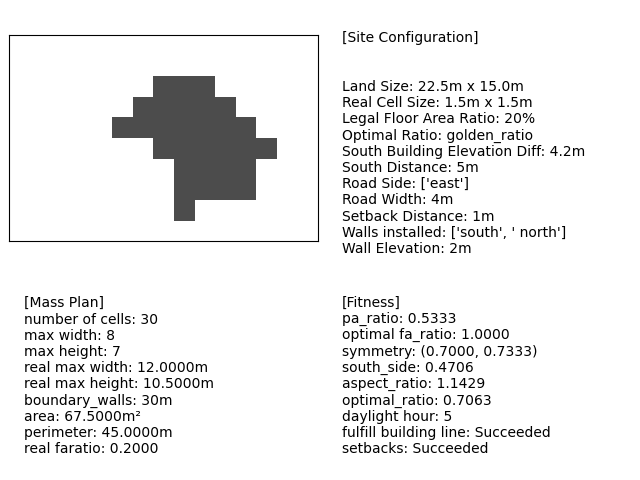 [Site Configuration]
Land Size: 22.5m x 15.0m
Real Cell Size: 1.5m x 1.5m
Legal Floor Area Ratio: 20%
Optimal Ratio: golden_ratio
South Building Elevation Diff: 4.2m
South Distance: 5m
Road Side: ['east']
Road Width: 4m
Setback Distance: 1m
Walls installed: ['south', ' north']
Wall Elevation: 2m
[Mass Plan]
number of cells: 30
max width: 8
max height: 7
real max width: 12.0000m
real max height: 10.5000m
boundary_walls: 30m
area: 67.5000m²
perimeter: 45.0000m
real faratio: 0.2000
[Fitness]
pa_ratio: 0.5333
optimal fa_ratio: 1.0000
symmetry: (0.7000, 0.7333)
south_side: 0.4706
aspect_ratio: 1.1429
optimal_ratio: 0.7063
daylight hour: 5
fulfill building line: Succeeded
setbacks: Succeeded